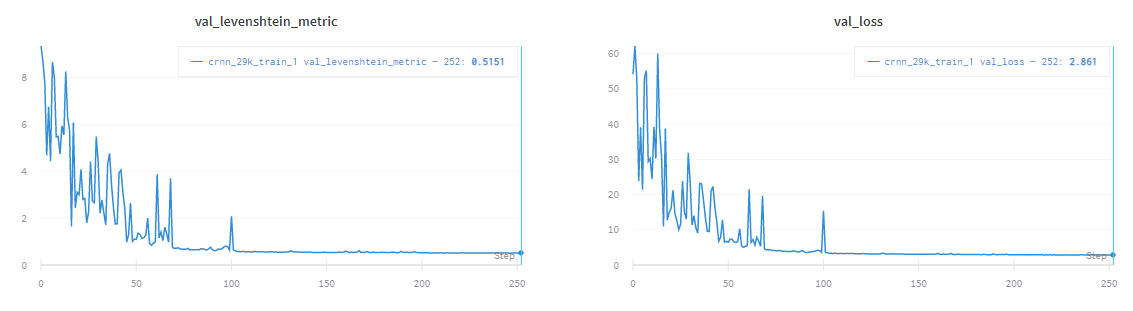 val_levenshtein_metric
crnn_29k_train_1 val_levenshtein_metric – 252: 0.5151
8
6
4
2
0
Step
0 50 100 150 200 250
val_loss
crnn_29k_train_1 val_loss – 252: 2.861
60
50
40
30
20
10
0
Step
0 50 100 150 200 250